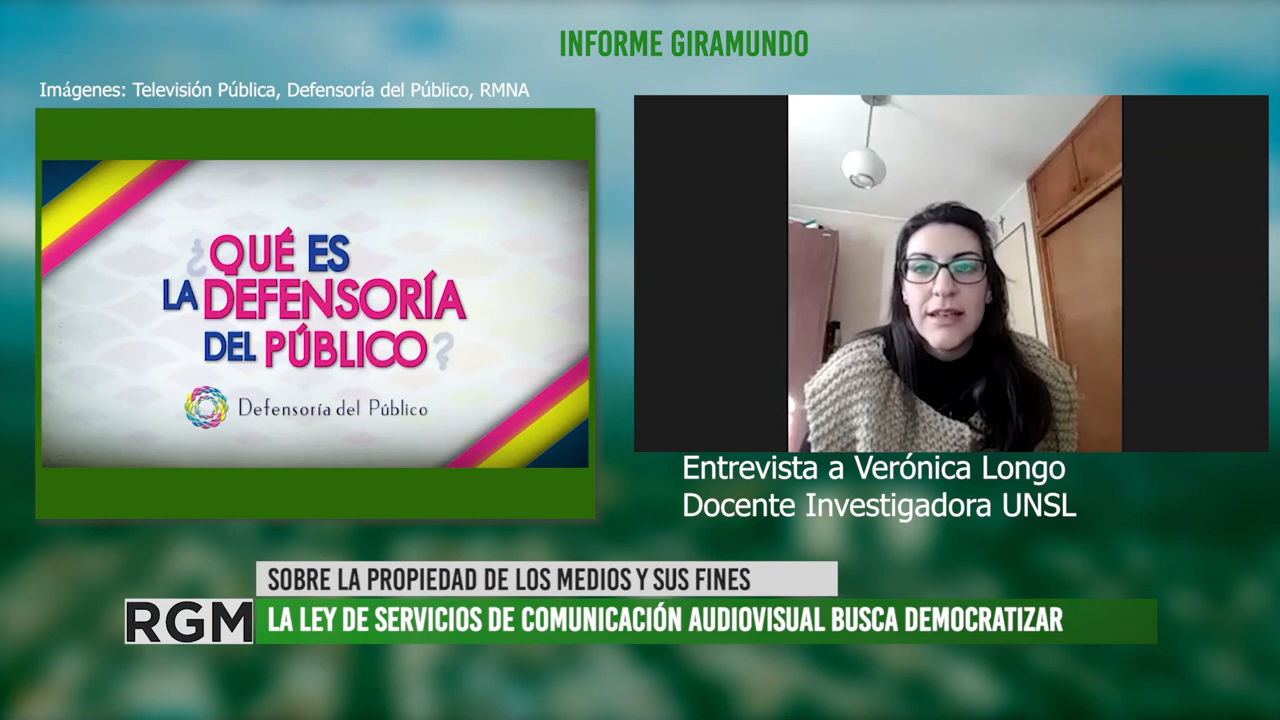 INFORME GIRAMUNDO
Imágenes: Televisión Pública, Defensoría del Público, RMNA
¿QUÉ ES
LA DEFENSORÍA
DEL PÚBLICO?
Defensoría del Público
Entrevista a Verónica Longo
Docente Investigadora UNSL
SOBRE LA PROPIEDAD DE LOS MEDIOS Y SUS FINES
RGM
LA LEY DE SERVICIOS DE COMUNICACIÓN AUDIOVISUAL BUSCA DEMOCRATIZAR